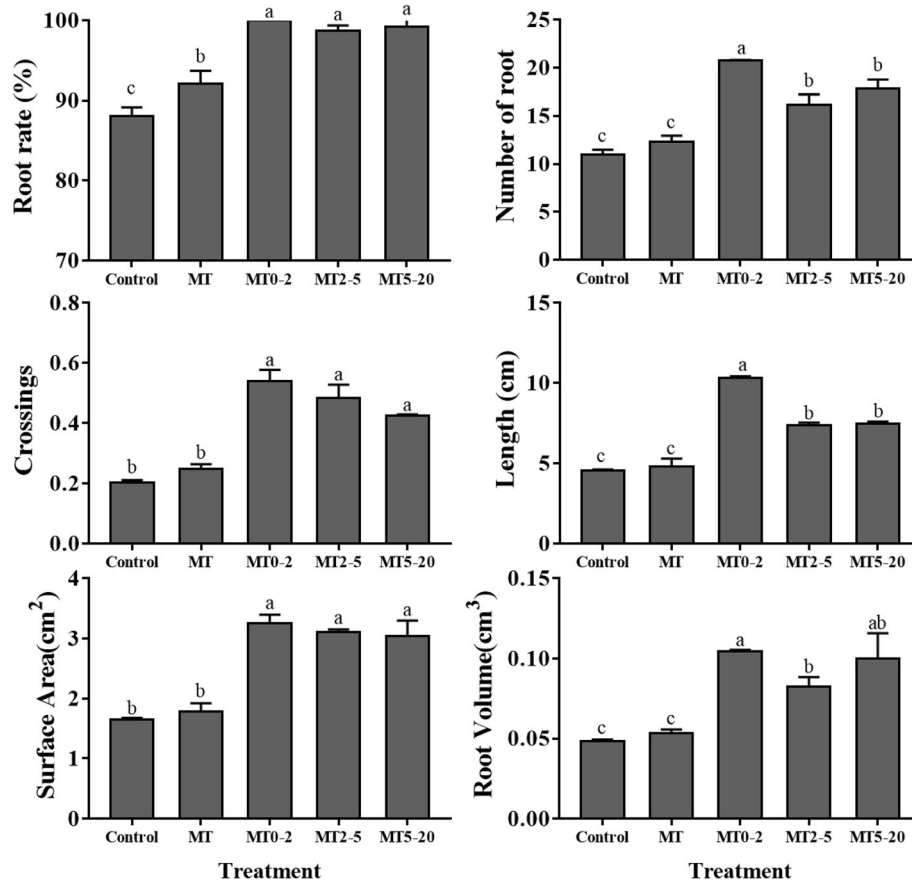 Root rate (%)
100
90
80
70
c
b
a
a
a
Control MT MT0-2 MT2-5 MT5-20
Number of root
25
20
15
10
5
0
c
c
a
b
b
Control MT MT0-2 MT2-5 MT5-20
Crossings
0.8
0.6
0.4
0.2
0.0
b
b
a
a
a
Control MT MT0-2 MT2-5 MT5-20
Length (cm)
15
10
5
0
c
c
a
b
b
Control MT MT0-2 MT2-5 MT5-20
Surface Area(cm²)
4
3
2
1
0
b
b
a
a
a
Control MT MT0-2 MT2-5 MT5-20
Treatment
Root Volume(cm³)
0.15
0.10
0.05
0.00
c
c
a
b
ab
Control MT MT0-2 MT2-5 MT5-20
Treatment